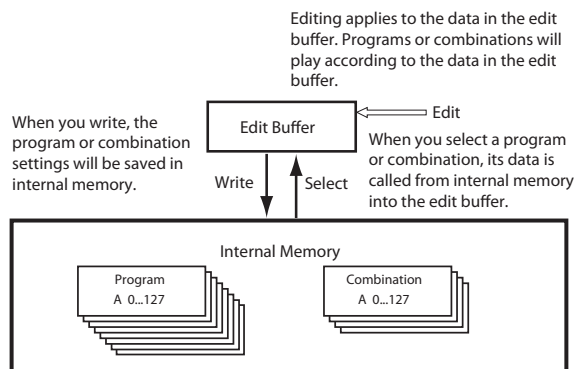 Editing applies to the data in the edit
buffer. Programs or combinations will
play according to the data in the edit
buffer.
Edit
Edit Buffer
When you write, the
program or combination
settings will be saved in
internal memory.
When you select a program
or combination, its data is
called from internal memory
into the edit buffer.
Write
Select
Internal Memory
Program
A 0...127
Combination
A 0...127